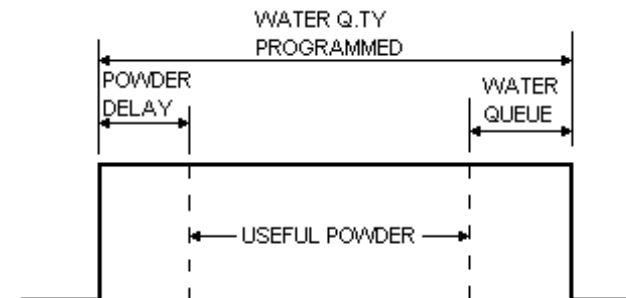 WATER Q.TY
PROGRAMMED
POWDER
DELAY
WATER
QUEUE
USEFUL POWDER